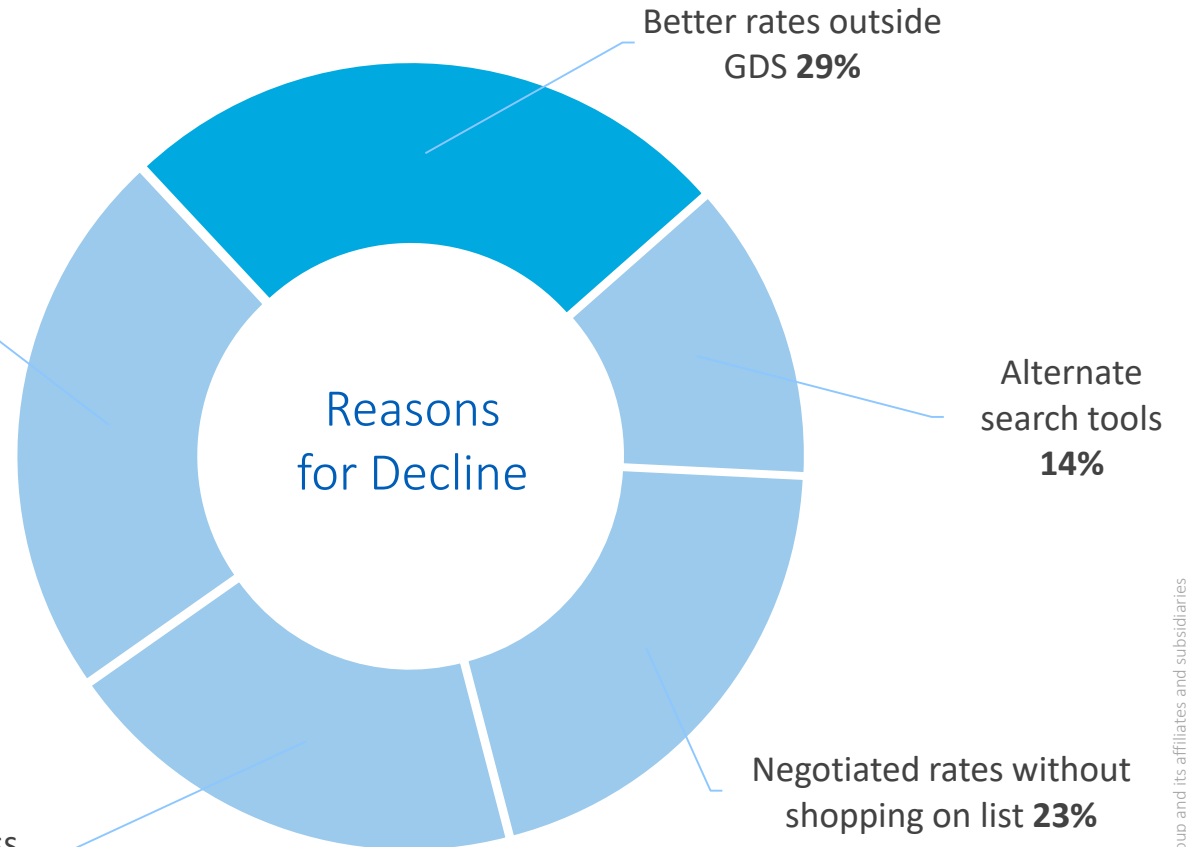 Better rates outside
GDS 29%
Reasons
for Decline
Alternate
search tools
14%
Negotiated rates without
shopping on list 23%
and its affiliates and subsidiaries